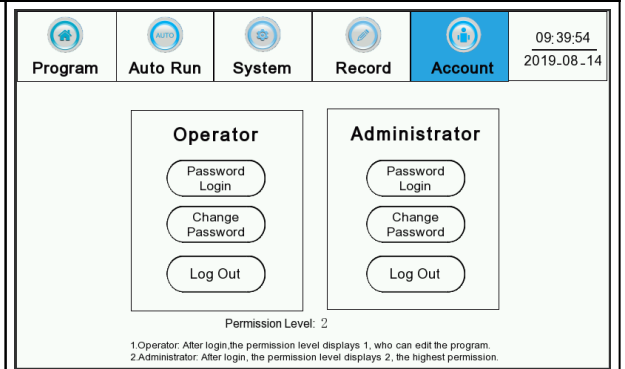 AUTO
09:39:54
Program Auto Run System Record Account
2019-08-14
Operator
Password
Login
Change
Password
Log Out
Administrator
Password
Login
Change
Password
Log Out
Permission Level: 2
1.Operator: After login,the permission level displays 1, who can edit the program.
2.Administrator: After login, the permission level displays 2, the highest permission.